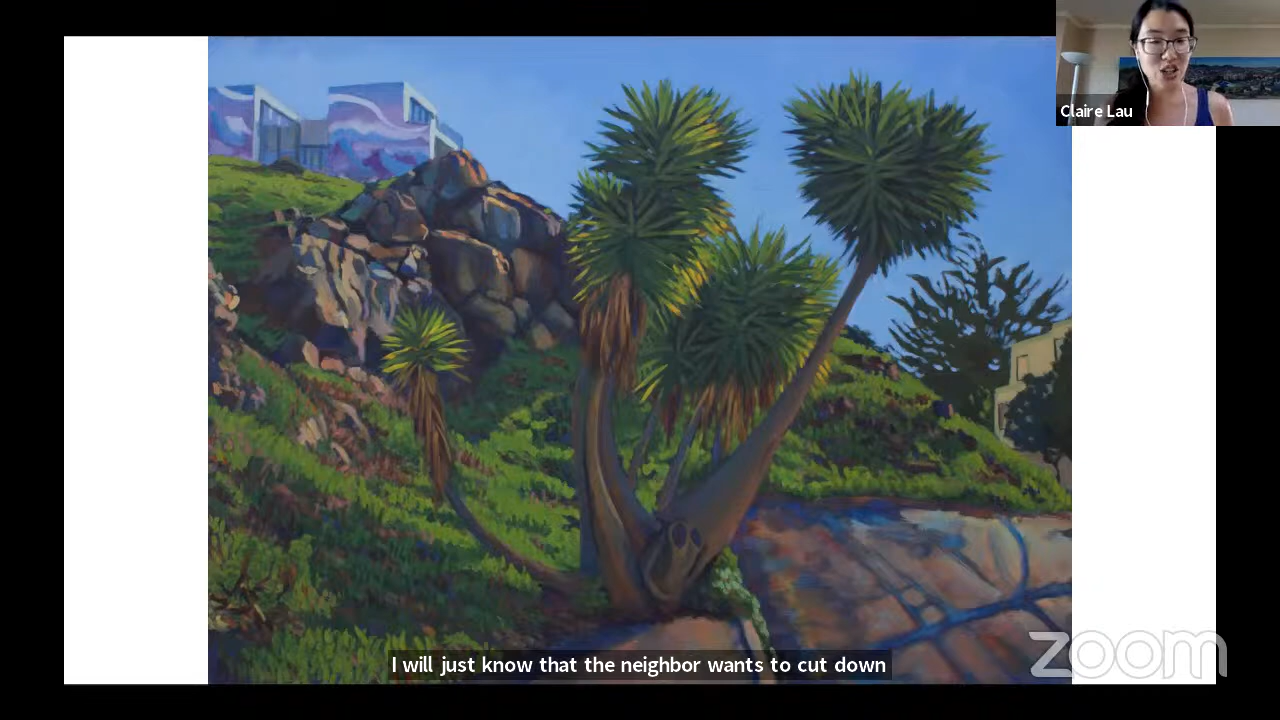 Claire Lau
I will just know that the neighbor wants to cut down
zoom